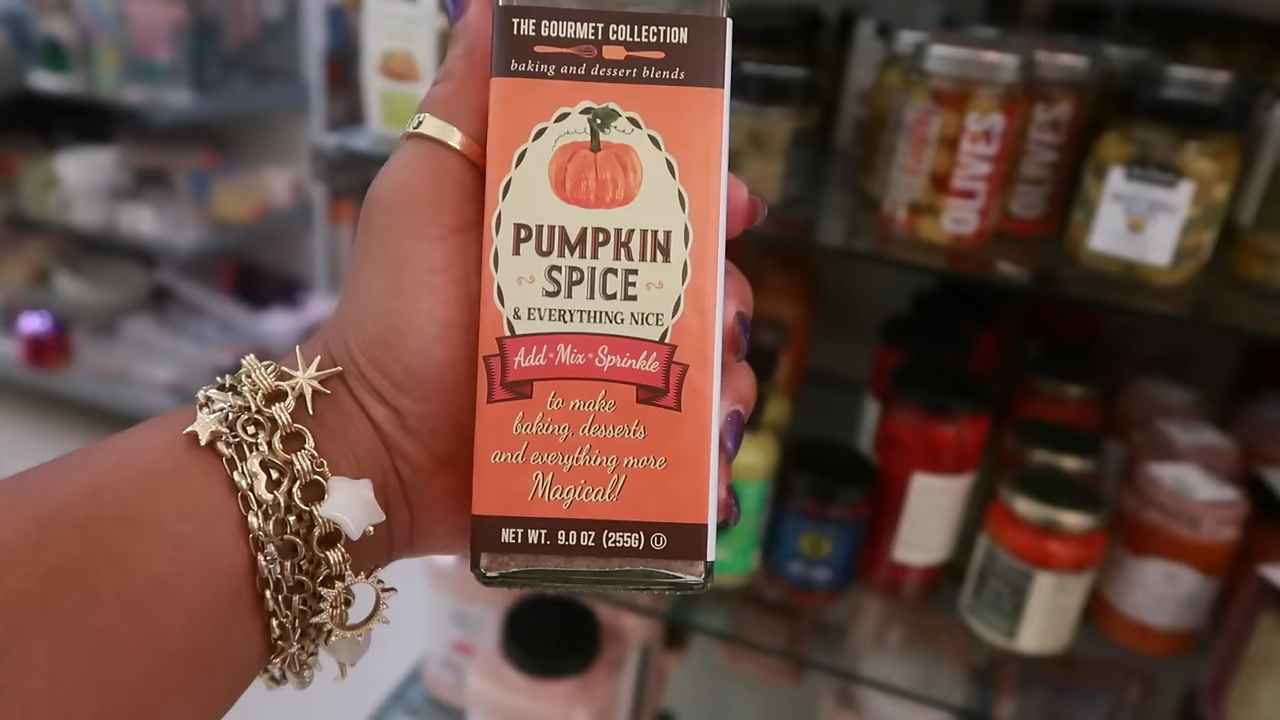 THE GOURMET COLLECTION
baking and dessert blends
PUMPKIN
SPICE
& EVERYTHING NICE
Add • Mix • Sprinkle
to make
baking, desserts
and everything more
Magical!
NET WT. 9.0 OZ (255G) Ⓤ
OLIVES
OLIVES